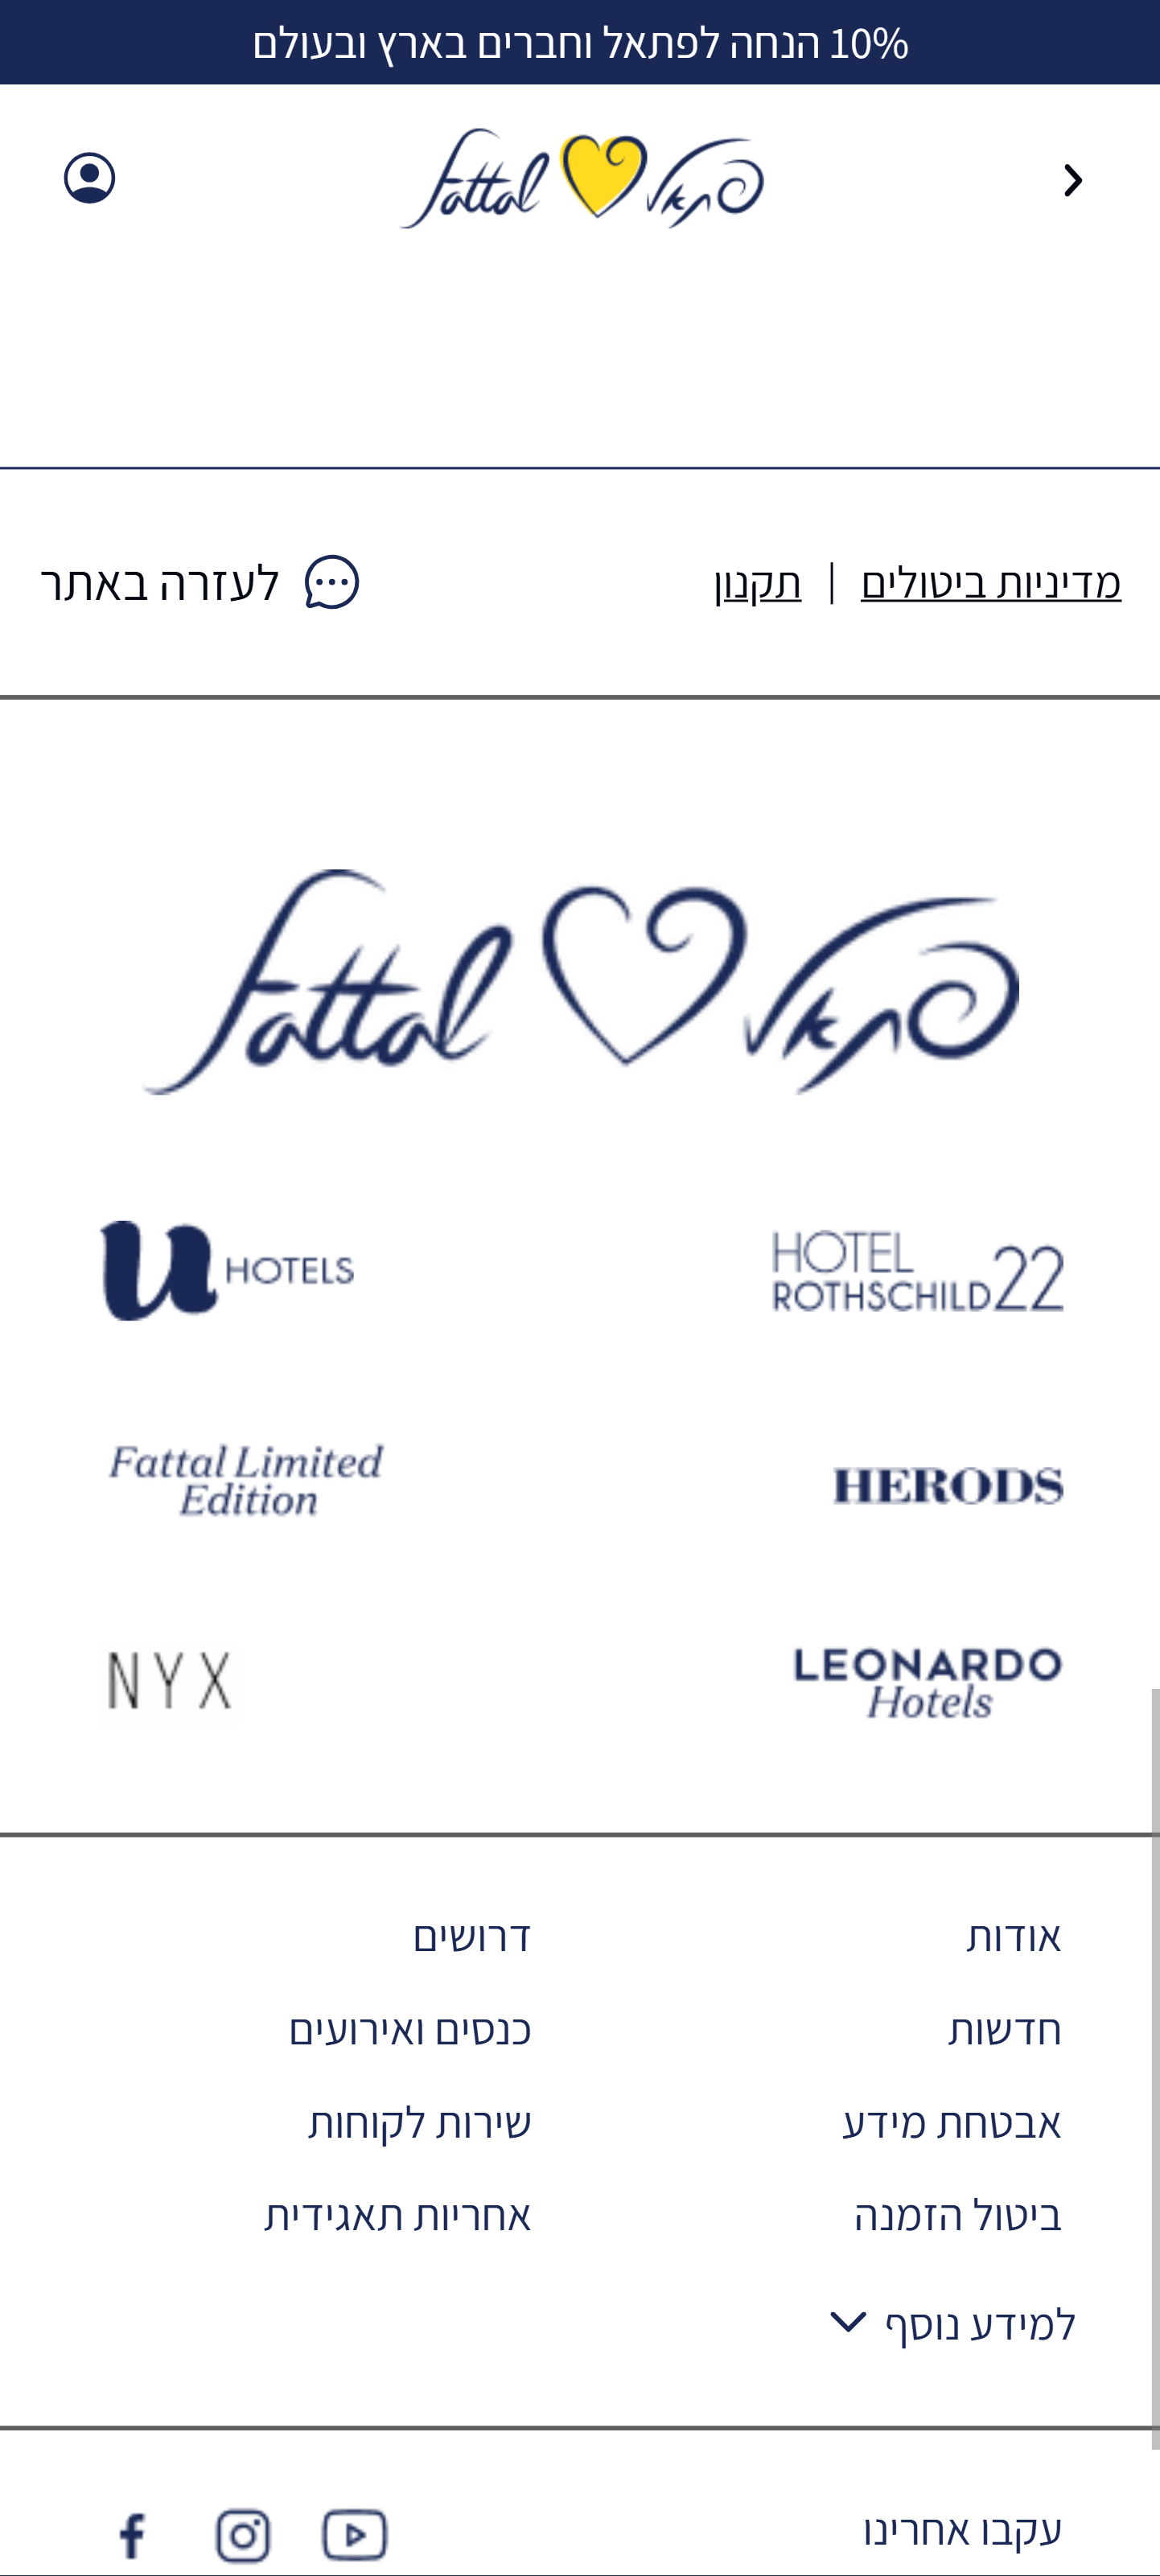 10% הנחה לפתאל וחברים בארץ ובעולם
פתאל Fattal
מדיניות ביטולים | תקנון
לעזרה באתר
פתאל Fattal
HOTEL
ROTHSCHILD 22
u HOTELS
HERODS
Fattal Limited
Edition
LEONARDO
Hotels
NYX
אודות
דרושים
חדשות
כנסים ואירועים
אבטחת מידע
שירות לקוחות
ביטול הזמנה
אחריות תאגידית
למידע נוסף
עקבו אחרינו